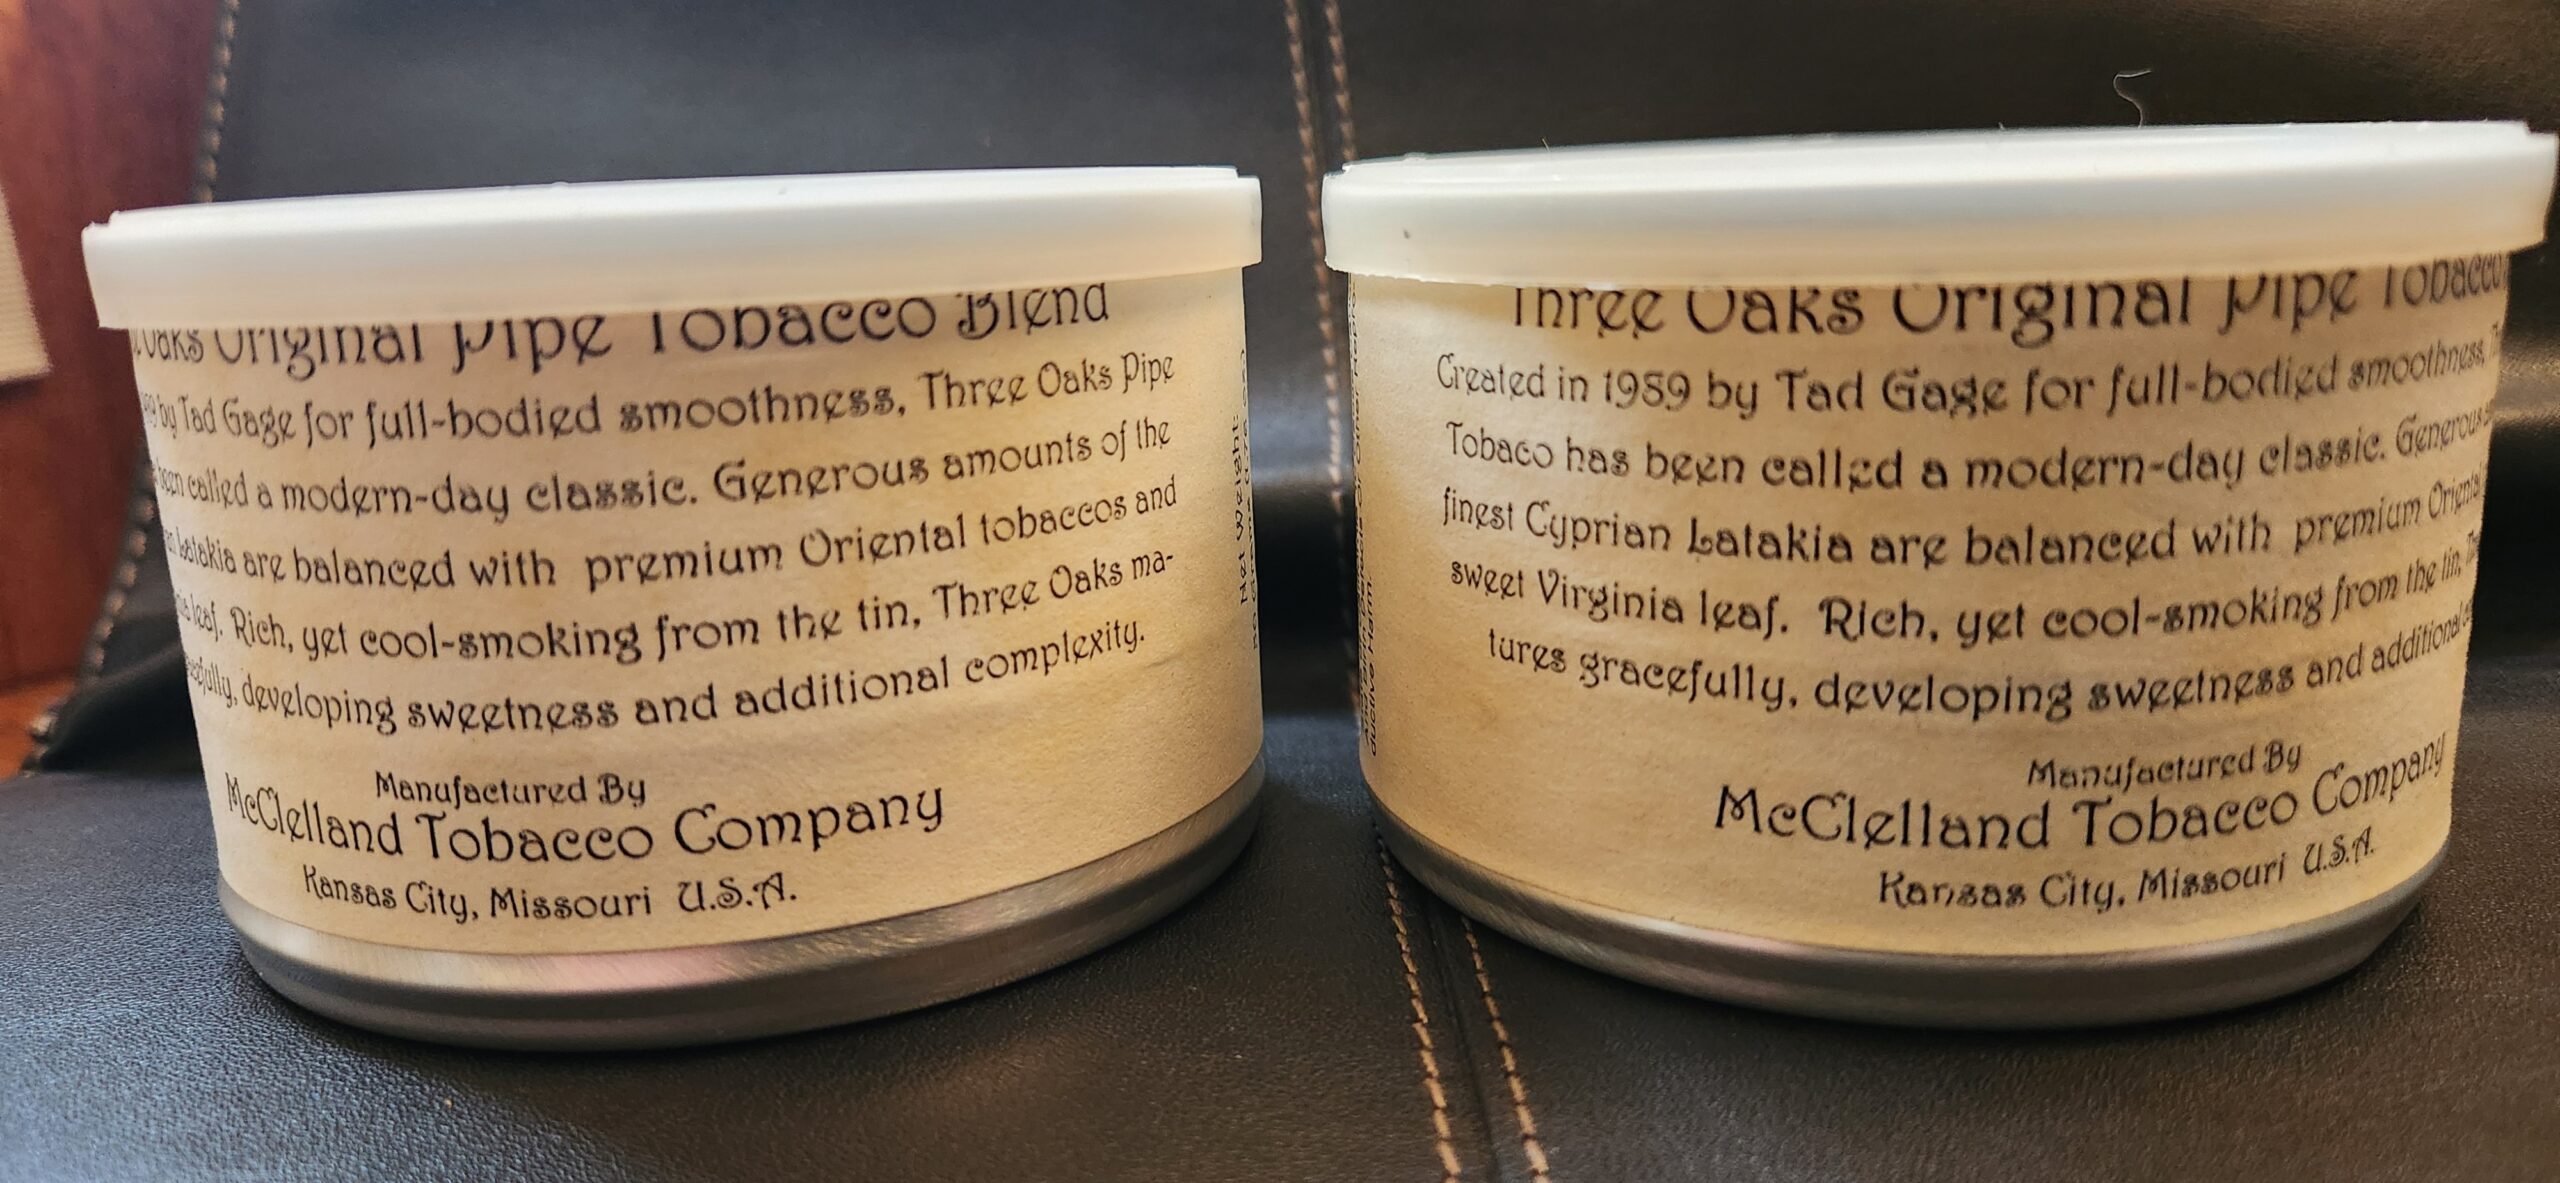 Oaks Original Pipe Tobacco Blend
by Tad Gage for full-bodied smoothness, Three Oaks Pipe
been called a modern-day classic. Generous amounts of the
Latakia are balanced with premium Oriental tobaccos and
leaf. Rich, yet cool-smoking from the tin, Three Oaks ma-
developing sweetness and additional complexity.
Manufactured By
McClelland Tobacco Company
Kansas City, Missouri U.S.A.
Net Weight:
Three Oaks Original Pipe Tobacco
Created in 1989 by Tad Gage for full-bodied smoothness,
Tobaco has been called a modern-day classic. Generous
finest Cyprian Latakia are balanced with premium Oriental
sweet Virginia leaf. Rich, yet cool-smoking from the tin,
tures gracefully, developing sweetness and additional
Manufactured By
McClelland Tobacco Company
Kansas City, Missouri U.S.A.